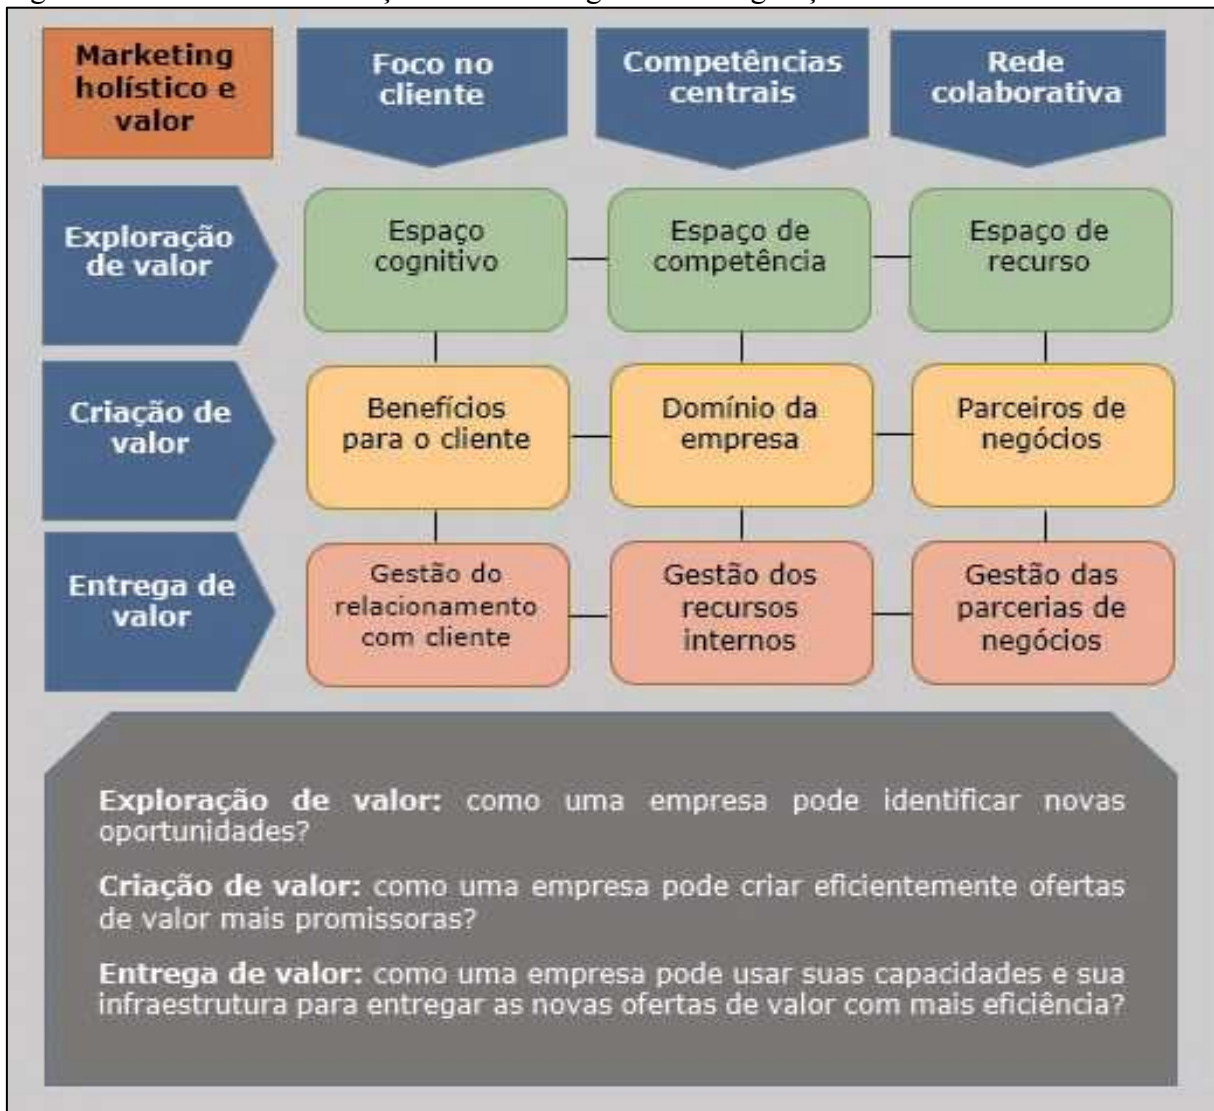 Marketing
holístico e
valor
Foco no
cliente
Competências
centrais
Rede
colaborativa
Exploração
de valor
Espaço
cognitivo
Espaço de
competência
Espaço de
recurso
Criação de
valor
Benefícios
para o cliente
Domínio da
empresa
Parceiros de
negócios
Entrega de
valor
Gestão do
relacionamento
com cliente
Gestão dos
recursos
internos
Gestão das
parcerias de
negócios
Exploração de valor: como uma empresa pode identificar novas
oportunidades?
Criação de valor: como uma empresa pode criar eficientemente ofertas
de valor mais promissoras?
Entrega de valor: como uma empresa pode usar suas capacidades e sua
infraestrutura para entregar as novas ofertas de valor com mais eficiência?